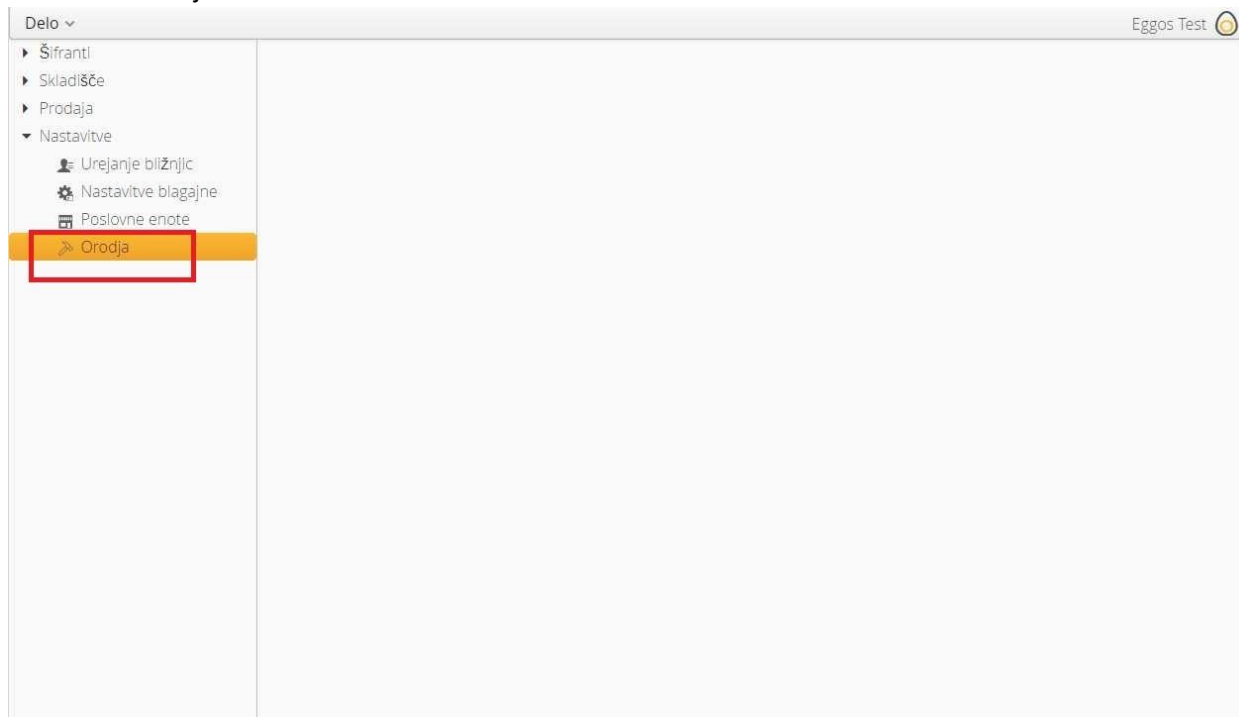 Delo
Eggos Test
Šifranti
Skladišče
Prodaja
Nastavitve
Urejanje bližnjic
Nastavitve blagajne
Poslovne enote
Orodja